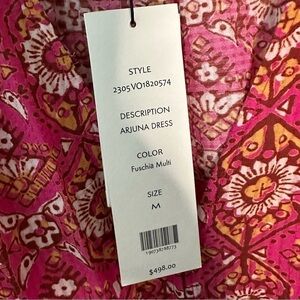 STYLE
2305VO1820574
DESCRIPTION
ARJUNA DRESS
COLOR
Fuschia Multi
SIZE
M
$498.00